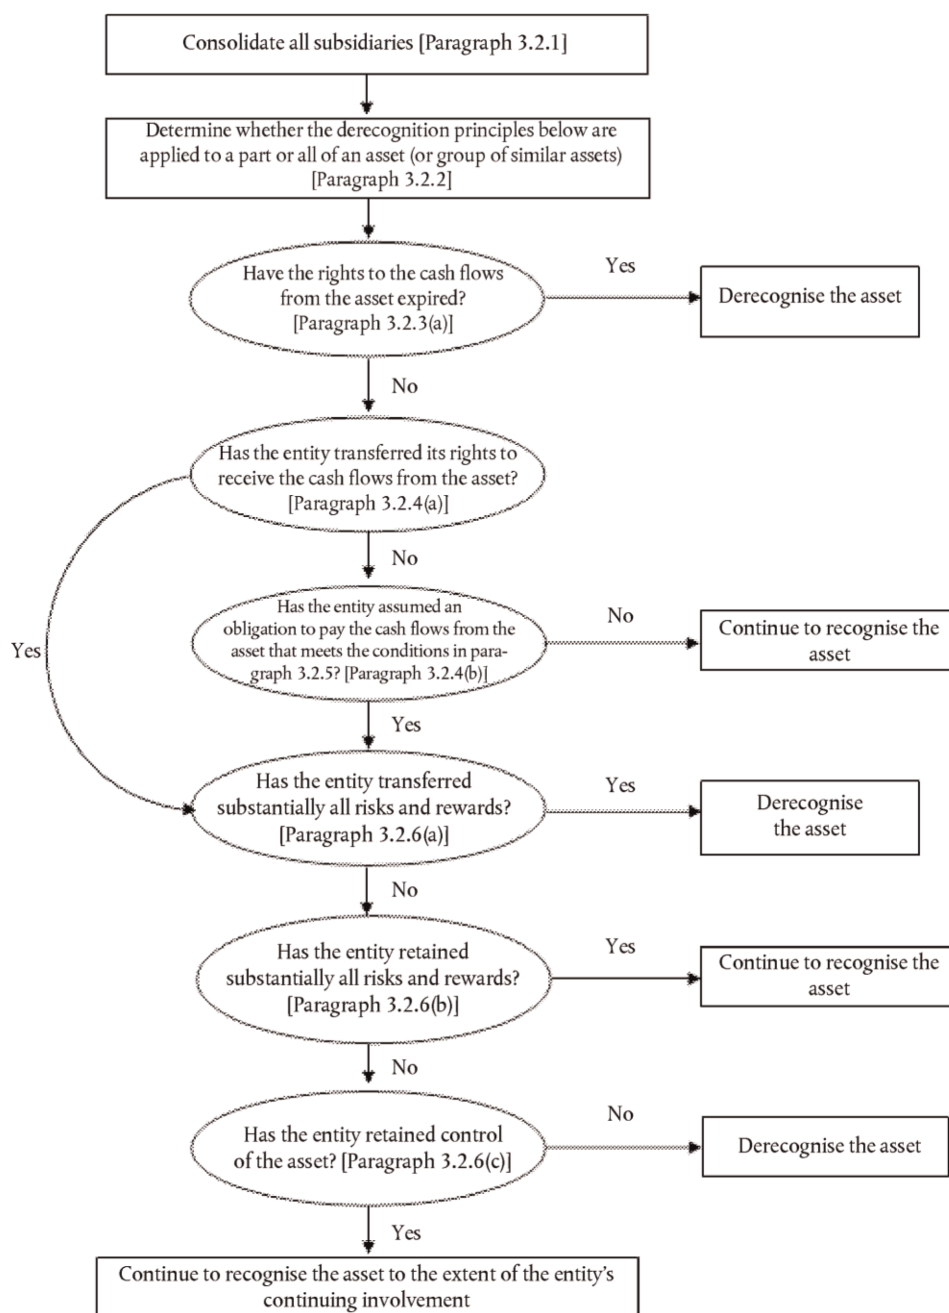 Consolidate all subsidiaries [Paragraph 3.2.1]
Determine whether the derecognition principles below are
applied to a part or all of an asset (or group of similar assets)
[Paragraph 3.2.2]
Have the rights to the cash flows
from the asset expired?
[Paragraph 3.2.3(a)]
Yes
Derecognise the asset
No
Has the entity transferred its rights to
receive the cash flows from the asset?
[Paragraph 3.2.4(a)]
No
Yes
Has the entity assumed an
obligation to pay the cash flows from the
asset that meets the conditions in para-
graph 3.2.5? [Paragraph 3.2.4(b)]
No
Continue to recognise the
asset
Yes
Has the entity transferred
substantially all risks and rewards?
[Paragraph 3.2.6(a)]
Yes
Derecognise
the asset
No
Has the entity retained
substantially all risks and rewards?
[Paragraph 3.2.6(b)]
Yes
Continue to recognise the
asset
No
Has the entity retained control
of the asset? [Paragraph 3.2.6(c)]
No
Derecognise the asset
Yes
Continue to recognise the asset to the extent of the entity's
continuing involvement